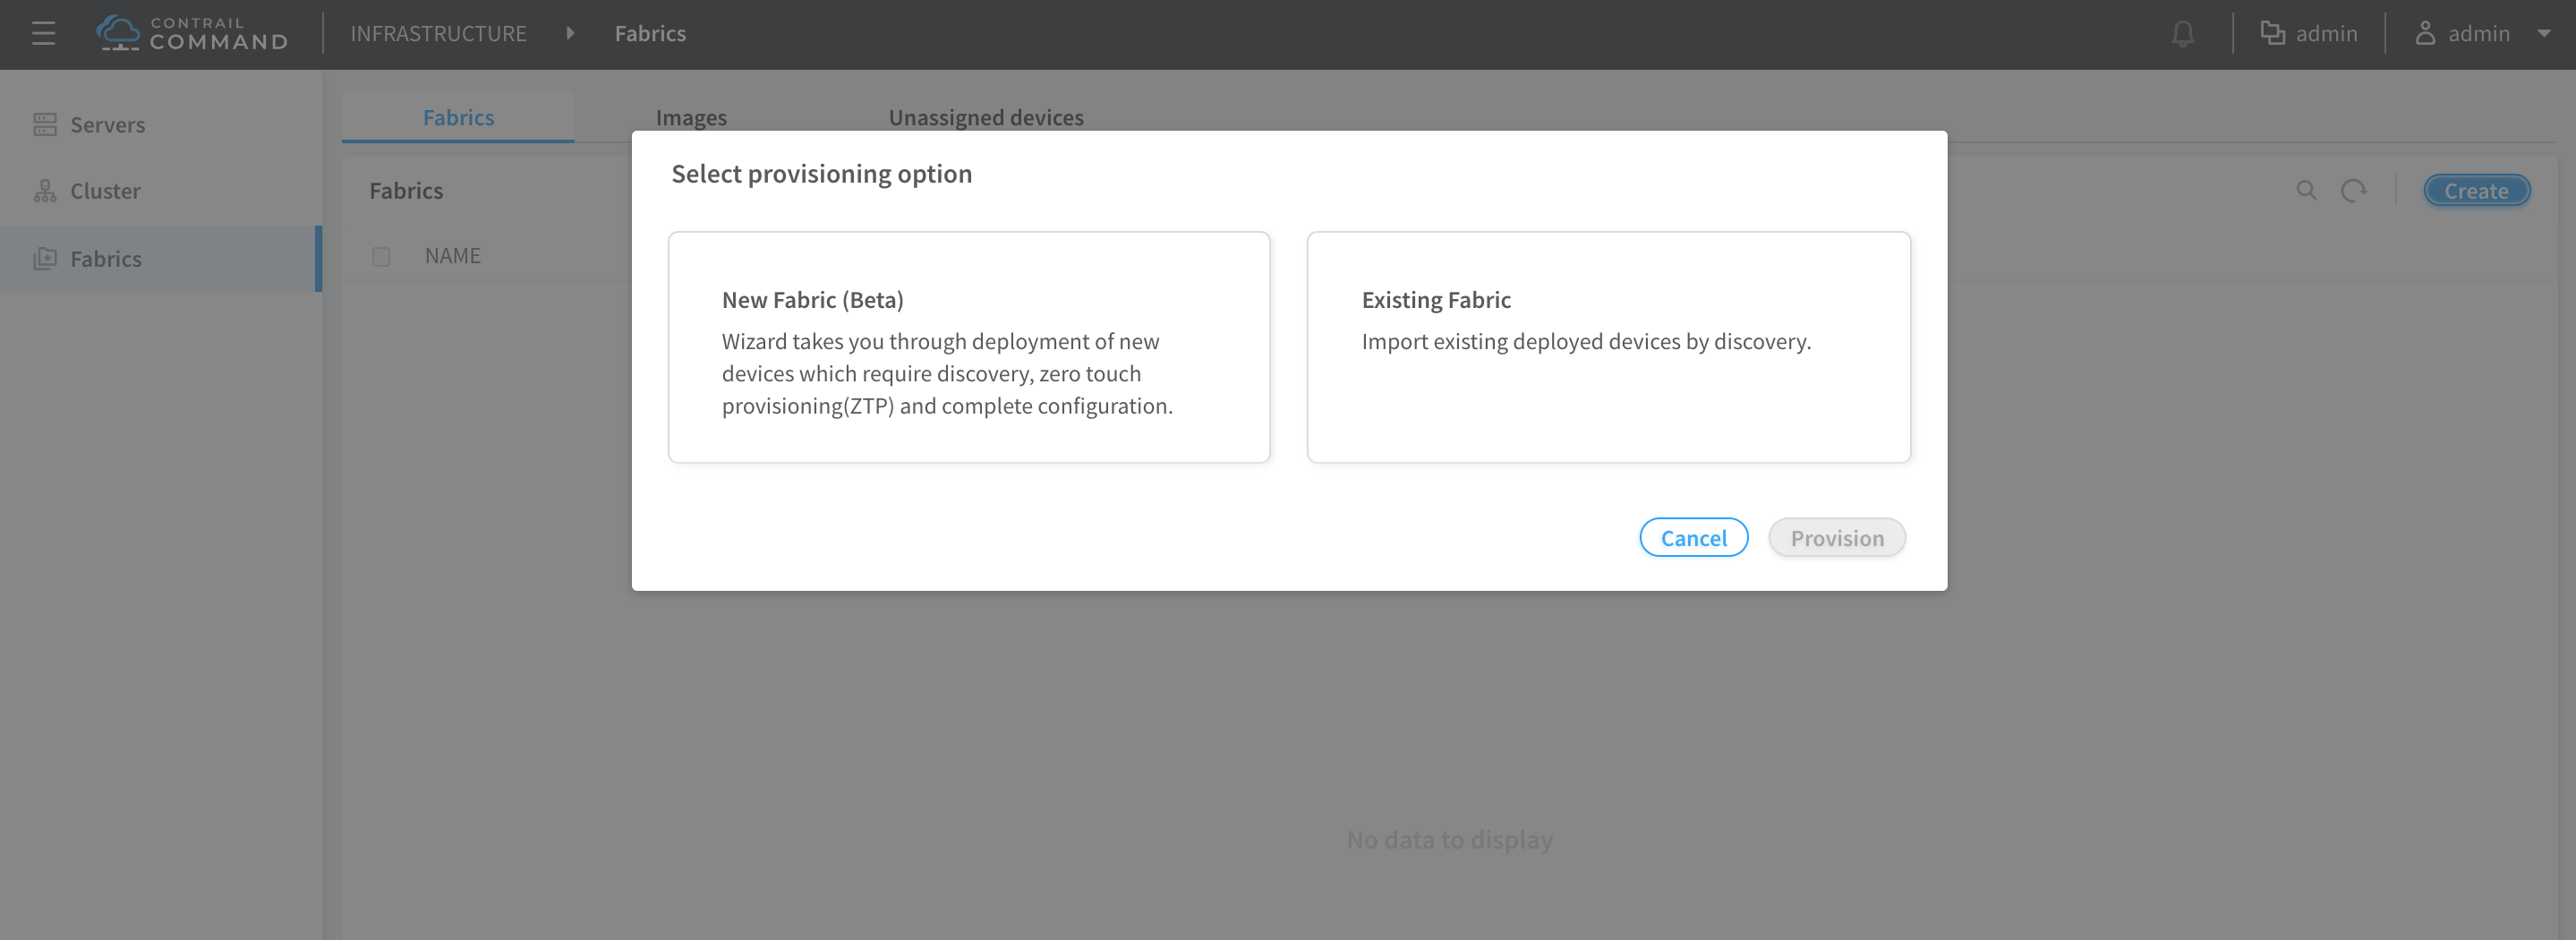 CONTRAIL
COMMAND
INFRASTRUCTURE
Fabrics
admin
admin
Servers
Cluster
Fabrics
Fabrics
Images
Unassigned devices
Fabrics
Create
NAME
Select provisioning option
New Fabric (Beta)
Wizard takes you through deployment of new
devices which require discovery, zero touch
provisioning(ZTP) and complete configuration.
Existing Fabric
Import existing deployed devices by discovery.
Cancel
Provision
No data to display